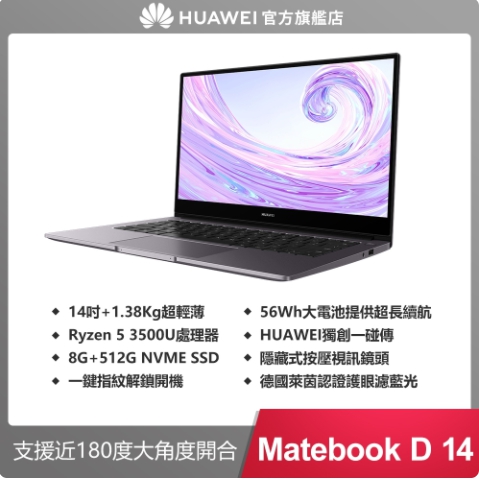 HUAWEI 官方旗艦店
HUAWEI
14吋+1.38Kg超輕薄
Ryzen 5 3500U處理器
8G+512G NVME SSD
一鍵指紋解鎖開機
56Wh大電池提供超長續航
HUAWEI獨創一碰傳
隱藏式按壓視訊鏡頭
德國萊茵認證護眼濾藍光
支援近180度大角度開合
Matebook D 14